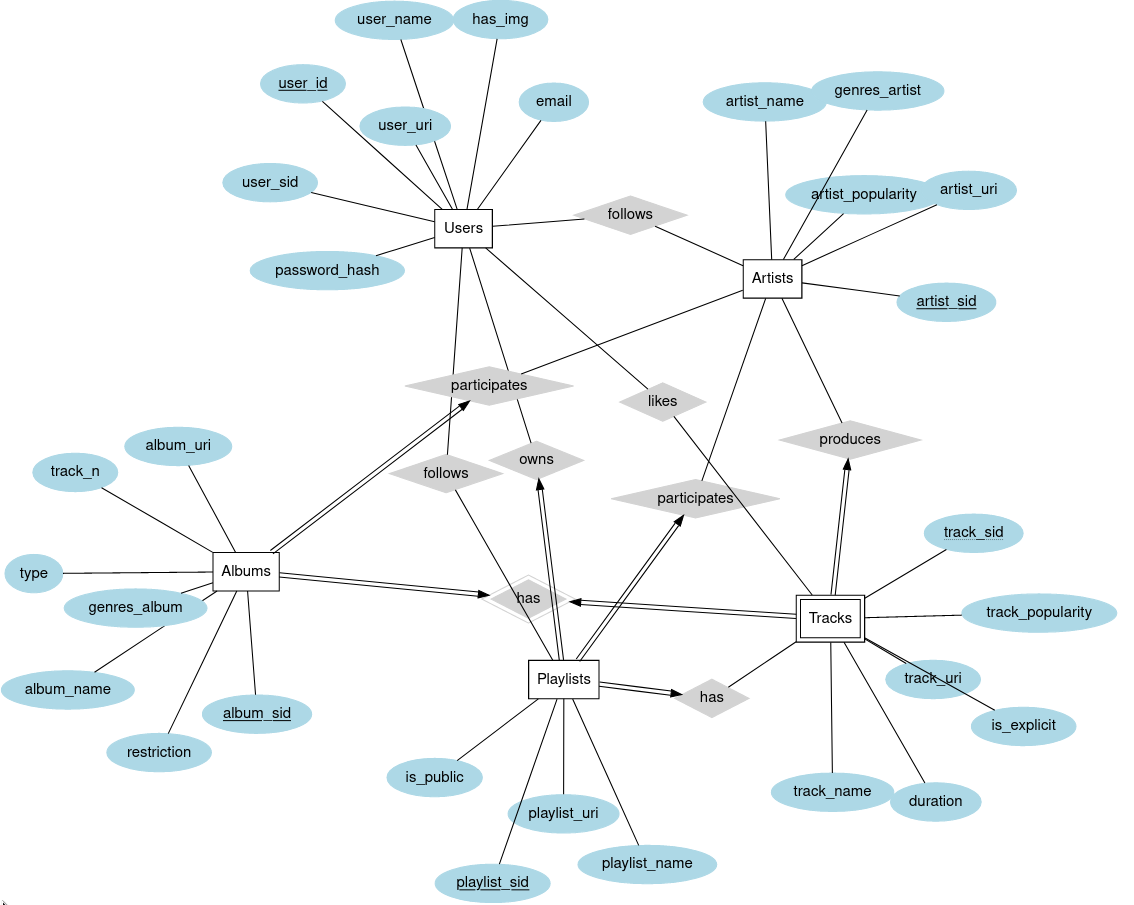 user_name
has_img
user_id
email
genres_artist
artist_name
user_uri
user_sid
artist_popularity
artist_uri
follows
Users
password_hash
Artists
artist_sid
participates
likes
album_uri
produces
track_n
follows
owns
participates
track_sid
type
Albums
genres_album
has
track_popularity
Tracks
album_name
Playlists
track_uri
has
album_sid
is_explicit
restriction
is_public
track_name
duration
playlist_uri
playlist_name
playlist_sid